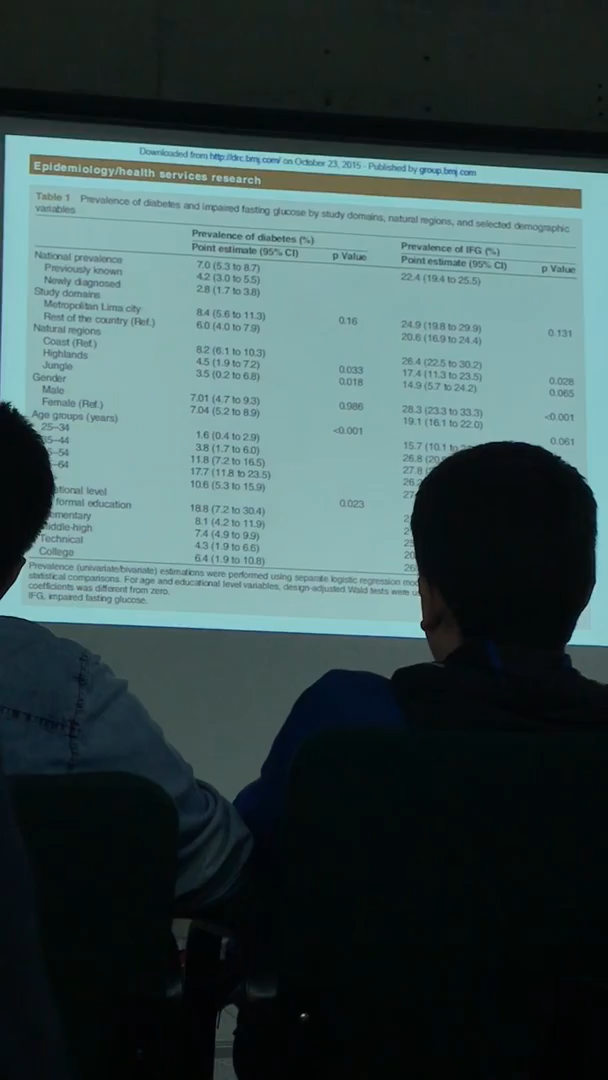 Downloaded from http://drc.bmj.com/ on October 23, 2015 - Published by group.bmj.com
Epidemiology/health services research
Table 1 Prevalence of diabetes and impaired fasting glucose by study domains, natural regions, and selected demographic
variables
Prevalence of diabetes (%) Prevalence of IFG (%)
Point estimate (95% CI) p Value Point estimate (95% CI) p Value
National prevalence 7.0 (5.3 to 8.7) 22.4 (19.4 to 25.5)
Previously known 4.2 (3.0 to 5.5)
Newly diagnosed 2.8 (1.7 to 3.8)
Study domains
Metropolitan Lima city 8.4 (5.6 to 11.3) 0.16 24.9 (19.8 to 29.9) 0.131
Rest of the country (Ref.) 6.0 (4.0 to 7.9) 20.6 (16.9 to 24.4)
Natural regions
Coast (Ref.) 8.2 (6.1 to 10.3) 26.4 (22.5 to 30.2)
Highlands 4.5 (1.9 to 7.2) 0.033 17.4 (11.3 to 23.5) 0.028
Jungle 3.5 (0.2 to 6.8) 0.018 14.9 (5.7 to 24.2) 0.065
Gender
Male 7.01 (4.7 to 9.3) 0.986 28.3 (23.3 to 33.3) <0.001
Female (Ref.) 7.04 (5.2 to 8.9) 19.1 (16.1 to 22.0)
Age groups (years) <0.001 0.061
25–34 1.6 (0.4 to 2.9) 15.7 (10.1 to
35–44 3.8 (1.7 to 6.0) 26.8
–54 11.8 (7.2 to 16.5) 27.8
–64 17.7 (11.8 to 23.5)
10.6 (5.3 to 15.9)
level 0.023
formal education 18.8 (7.2 to 30.4)
8.1 (4.2 to 11.9)
7.4 (4.9 to 9.9)
Technical 4.3 (1.9 to 6.6)
College 6.4 (1.9 to 10.8)
Prevalence (univariate/bivariate) estimations were performed using separate logistic regression
statistical comparisons. For age and educational level variables, design-adjusted Wald tests were
coefficients was different from zero.
IFG, impaired fasting glucose.